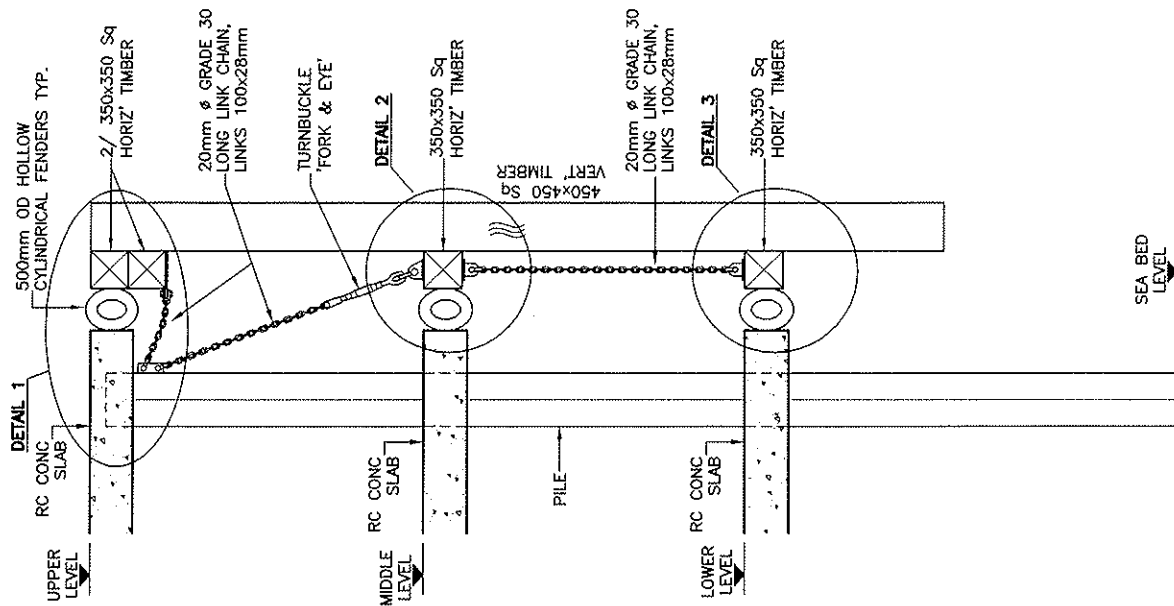 500mm OD HOLLOW
CYLINDRICAL FENDERS TYP.
2/ 350x350 Sq
HORIZ' TIMBER
20mm ø GRADE 30
LONG LINK CHAIN,
LINKS 100x28mm
TURNBUCKLE
'FORK & EYE'
DETAIL 2
350x350 Sq
HORIZ' TIMBER
450x450 Sq
VERT' TIMBER
20mm ø GRADE 30
LONG LINK CHAIN,
LINKS 100x28mm
DETAIL 3
350x350 Sq
HORIZ' TIMBER
DETAIL 1
RC CONC
SLAB
RC CONC
SLAB
PILE
RC CONC
SLAB
UPPER
LEVEL
MIDDLE
LEVEL
LOWER
LEVEL
SEA BED
LEVEL